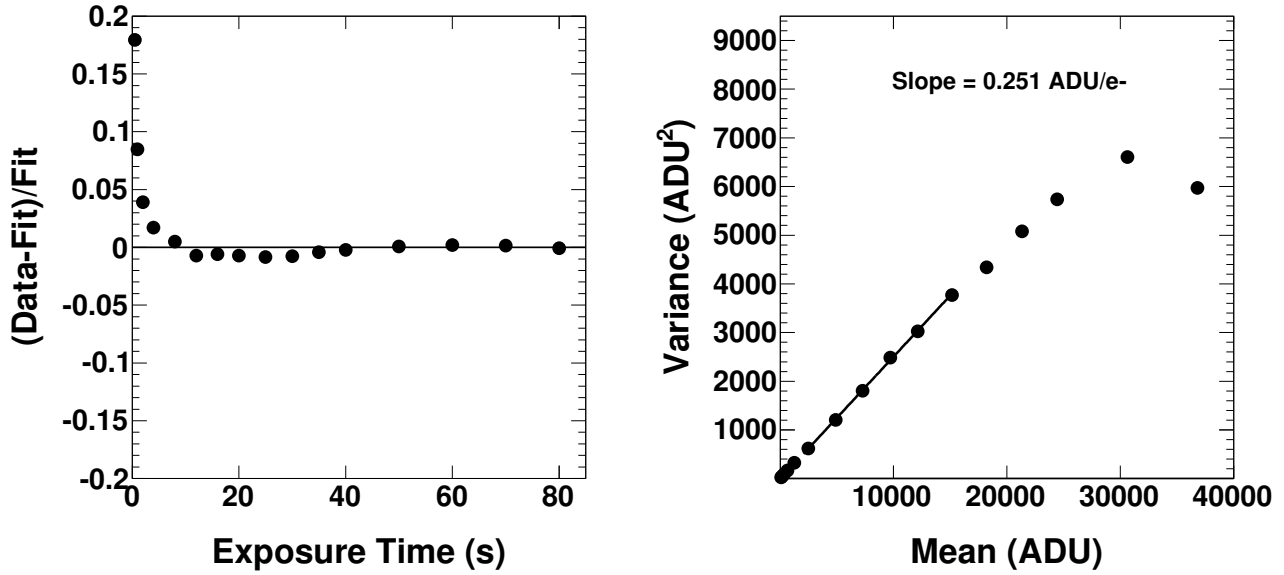 (Data-Fit)/Fit
0.2
0.15
0.1
0.05
0
-0.05
-0.1
-0.15
-0.2
0 20 40 60 80
Exposure Time (s)
Variance (ADU²)
9000
8000
7000
6000
5000
4000
3000
2000
1000
Slope = 0.251 ADU/e-
10000 20000 30000 40000
Mean (ADU)